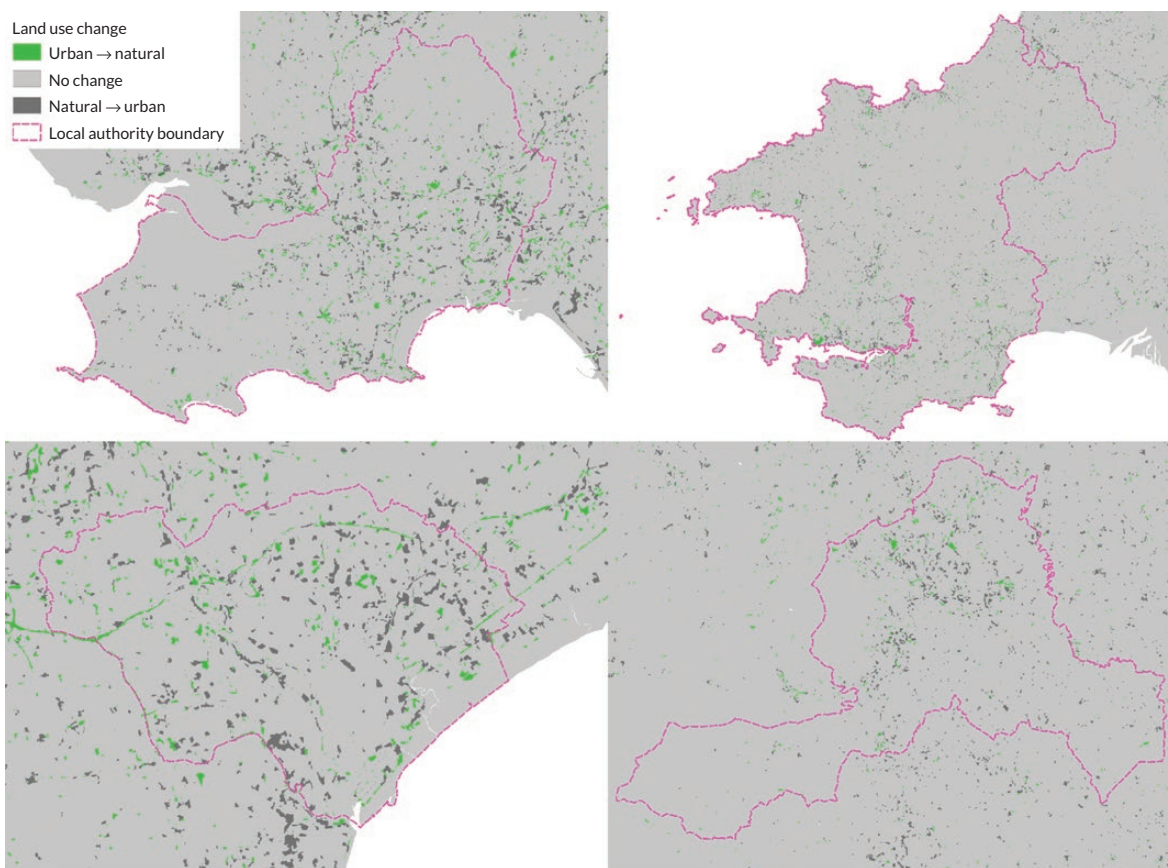 Land use change
Urban → natural
No change
Natural → urban
Local authority boundary